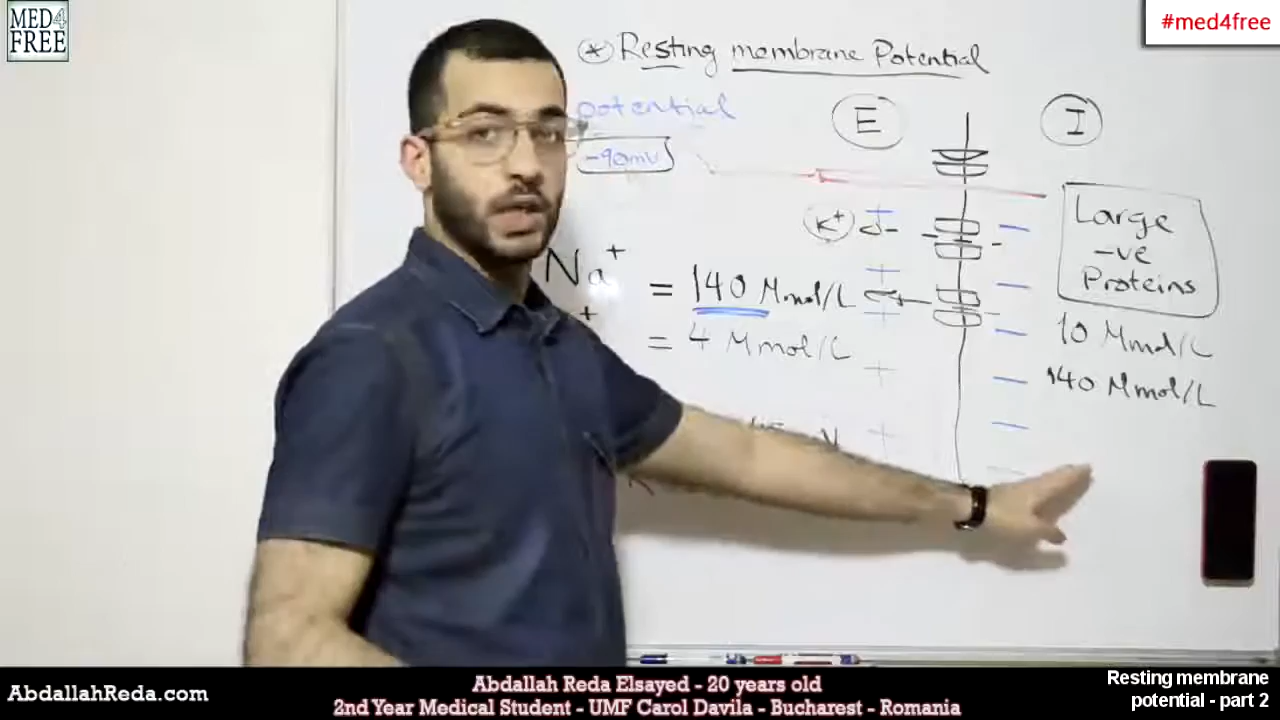 MED4
FREE
#med4free
* Resting membrane Potential
potential
E
I
-90mv
K+
Large
-ve
Proteins
Na+ = 140 Mmol/L
10 Mmol/L
+ = 4 Mmol/L
140 Mmol/L
AbdallahReda.com
Abdallah Reda Elsayed - 20 years old
2nd Year Medical Student - UMF Carol Davila - Bucharest - Romania
Resting membrane
potential - part 2